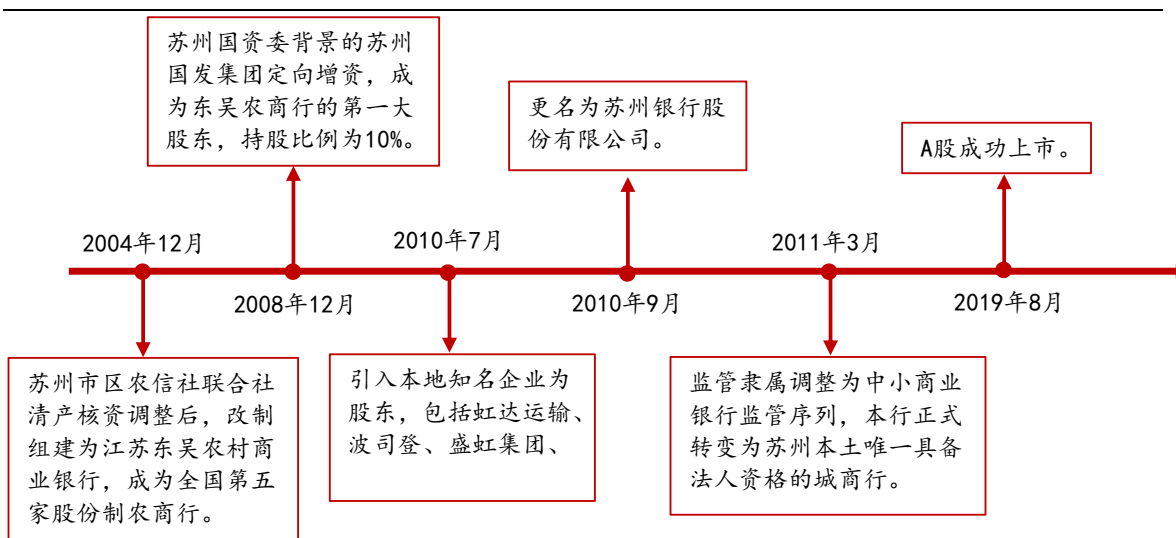 苏州国资委背景的苏州
国发集团定向增资，成
为东吴农商行的第一大
股东，持股比例为10%。
更名为苏州银行股
份有限公司。
A股成功上市。
2004年12月
2010年7月
2011年3月
2008年12月
2010年9月
2019年8月
苏州市区农信社联合社
清产核资调整后，改制
组建为江苏东吴农村商
业银行，成为全国第五
家股份制农商行。
引入本地知名企业为
股东，包括虹达运输、
波司登、盛虹集团、
监管隶属调整为中小商业
银行监管序列，本行正式
转变为苏州本土唯一具备
法人资格的城商行。